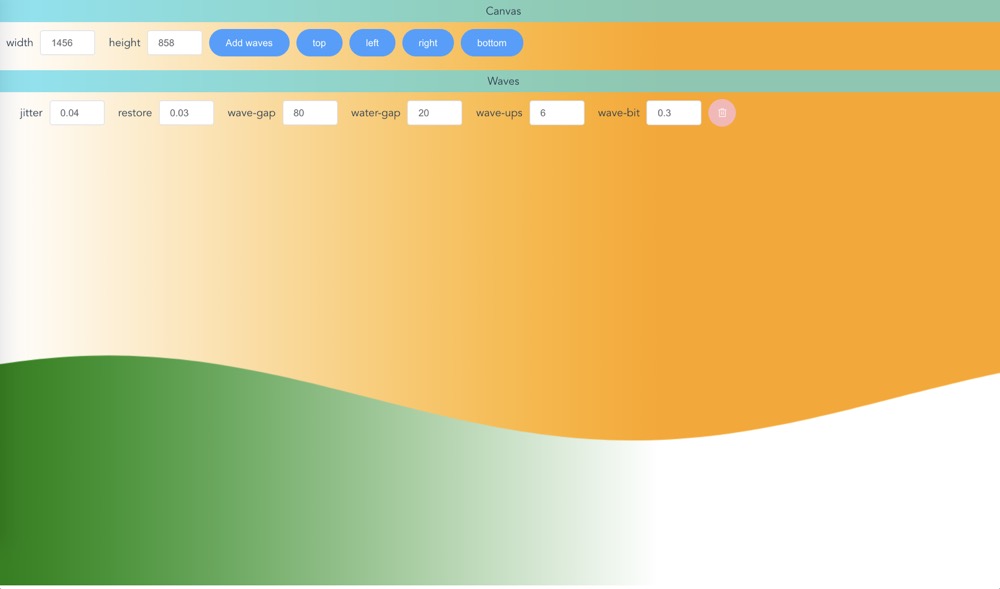 Canvas
width 1456 height 858 Add waves top left right bottom
Waves
jitter 0.04 restore 0.03 wave-gap 80 water-gap 20 wave-ups 6 wave-bit 0.3